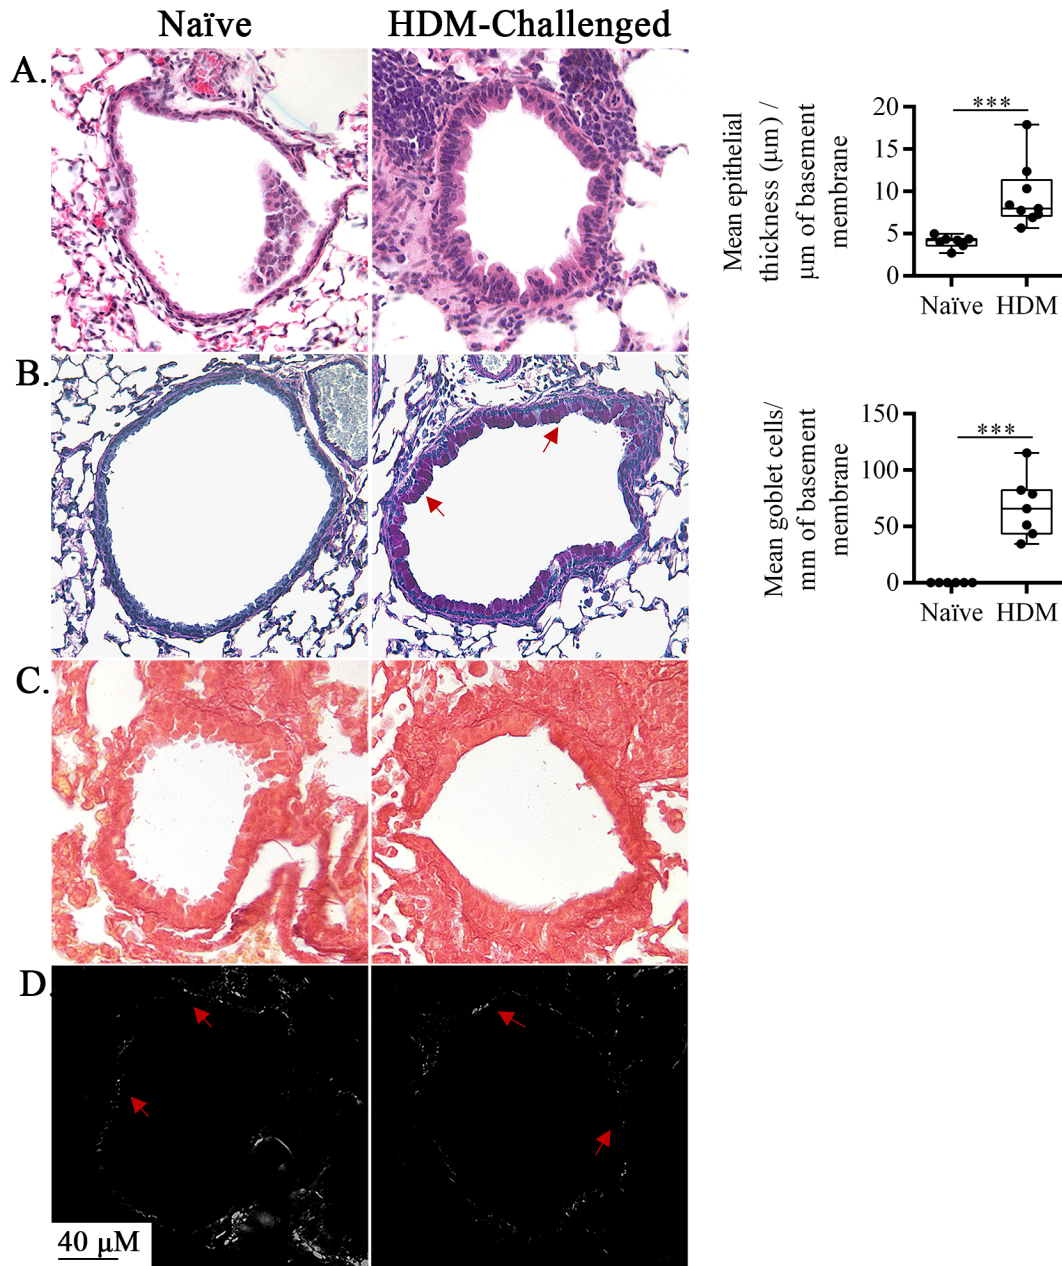 Naïve
HDM-Challenged
A.
Mean epithelial
thickness (μm) /
μm of basement
membrane
20
15
10
5
0
***
Naïve
HDM
B.
Mean goblet cells/
mm of basement
membrane
150
100
50
0
***
Naïve
HDM
C.
D.
40 μM